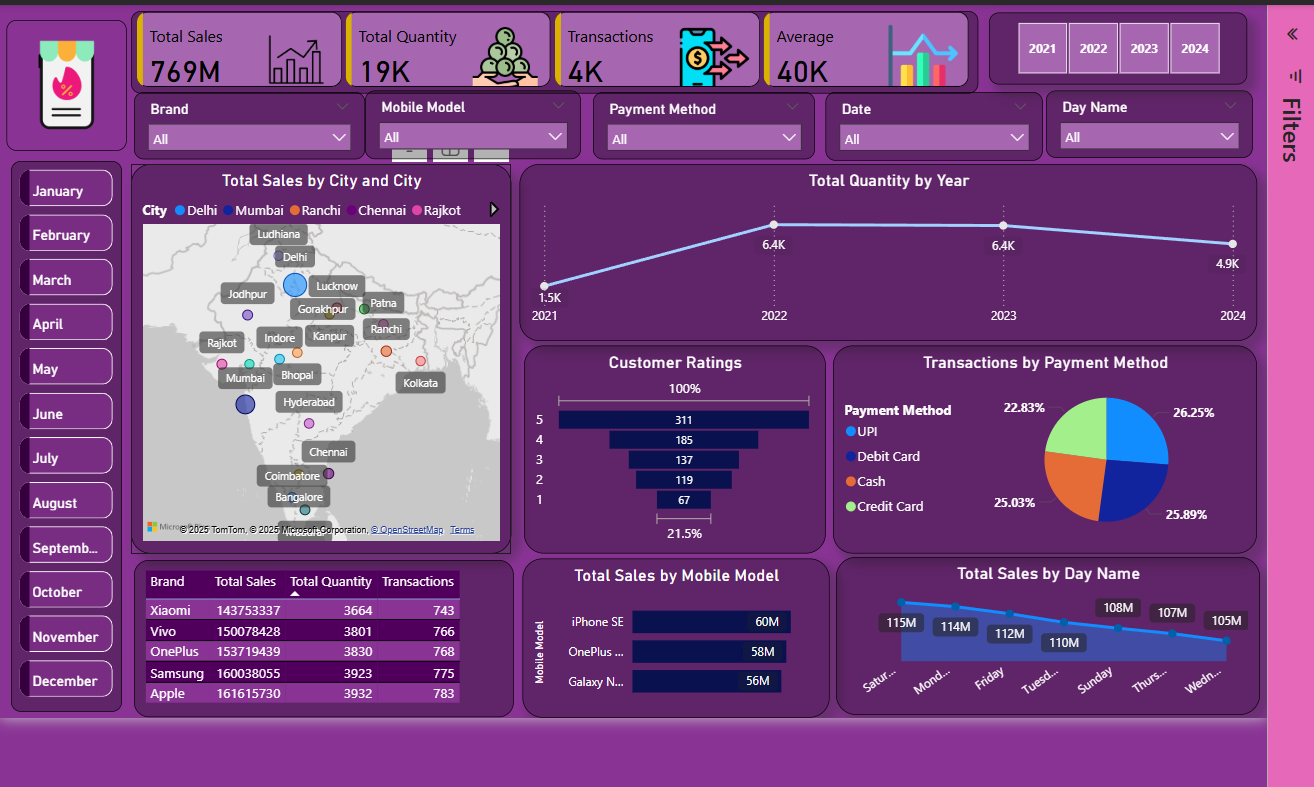 Total Sales
769M
Total Quantity
19K
Transactions
4K
Average
40K
2021 2022 2023 2024
Filters
Brand
All
Mobile Model
All
Payment Method
All
Date
All
Day Name
All
January
February
March
April
May
June
July
August
Septemb...
October
November
December
Total Sales by City and City
City Delhi Mumbai Ranchi Chennai Rajkot
Ludhiana
Delhi
Lucknow
Jodhpur
Gorakhpur
Patna
Ranchi
Rajkot
Indore
Kanpur
Mumbai
Bhopal
Kolkata
Hyderabad
Chennai
Coimbatore
Bangalore
© 2025 TomTom, © 2025 Microsoft Corporation, © OpenStreetMap Terms
Total Quantity by Year
1.5K
6.4K
6.4K
4.9K
2021 2022 2023 2024
Customer Ratings
100%
5 311
4 185
3 137
2 119
1 67
21.5%
Transactions by Payment Method
Payment Method
UPI
Debit Card
Cash
Credit Card
22.83%
26.25%
25.03%
25.89%
Brand Total Sales Total Quantity Transactions
Xiaomi 143753337 3664 743
Vivo 150078428 3801 766
OnePlus 153719439 3830 768
Samsung 160038055 3923 775
Apple 161615730 3932 783
Total Sales by Mobile Model
Mobile Model
iPhone SE 60M
OnePlus ... 58M
Galaxy N... 56M
Total Sales by Day Name
115M
114M
112M
110M
108M
107M
105M
Satur... Mond... Friday Tuesd... Sunday Thurs... Wedn...